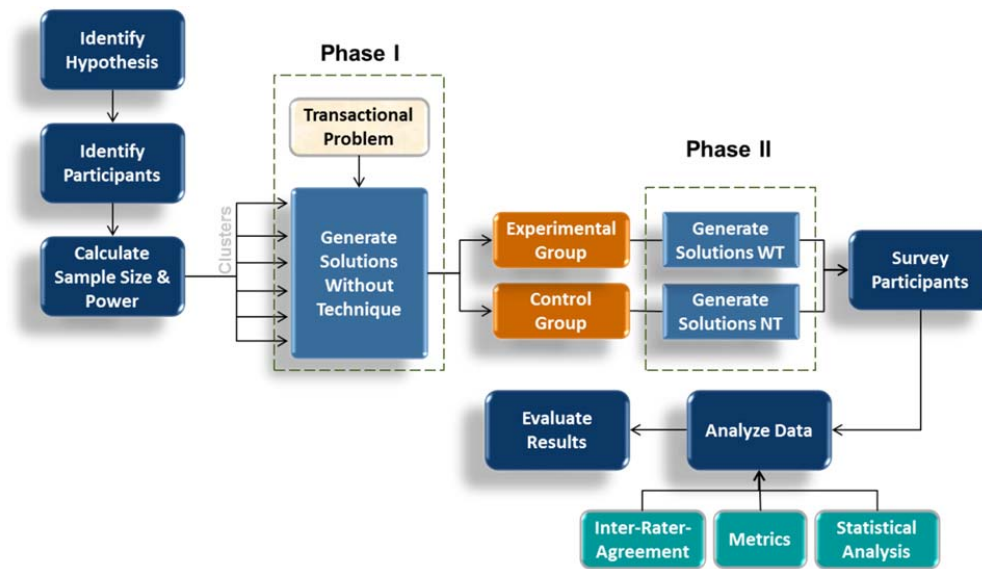 Identify
Hypothesis
Identify
Participants
Calculate
Sample Size &
Power
Clusters
Phase I
Transactional
Problem
Generate
Solutions
Without
Technique
Experimental
Group
Control
Group
Phase II
Generate
Solutions WT
Generate
Solutions NT
Survey
Participants
Evaluate
Results
Analyze Data
Inter-Rater-
Agreement
Metrics
Statistical
Analysis